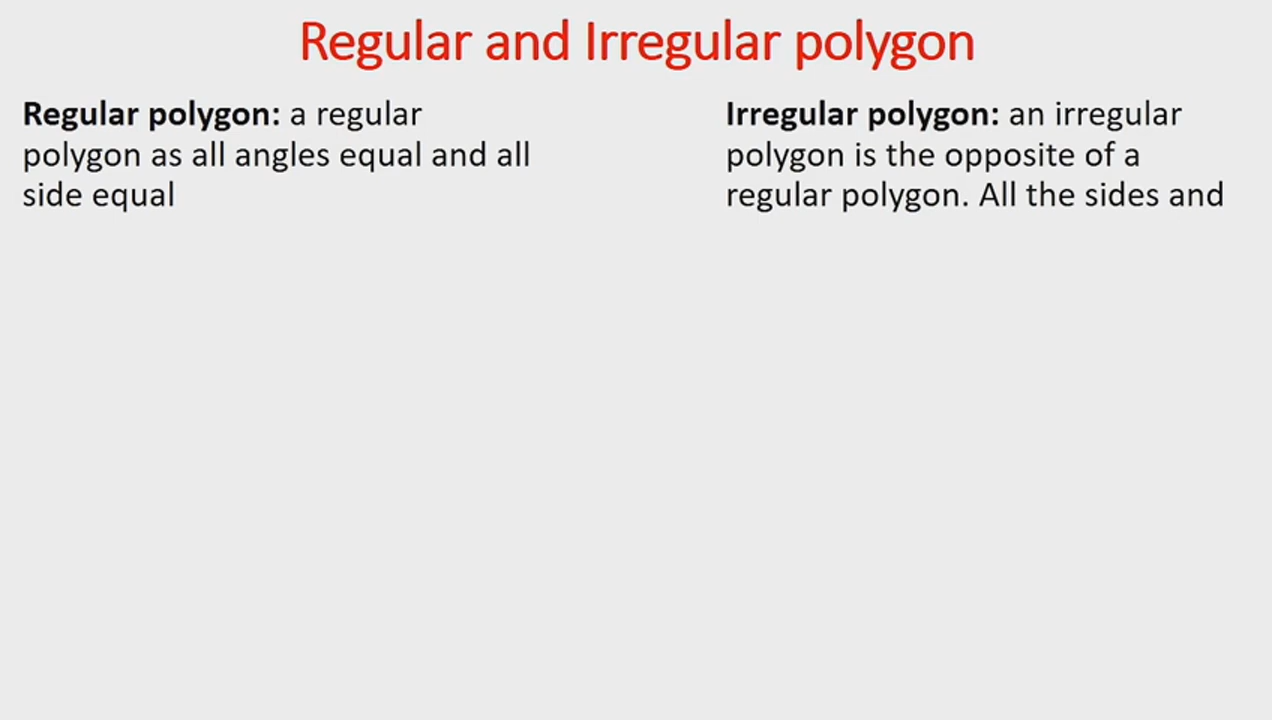 Regular and Irregular polygon
Regular polygon: a regular
polygon as all angles equal and all
side equal
Irregular polygon: an irregular
polygon is the opposite of a
regular polygon. All the sides and